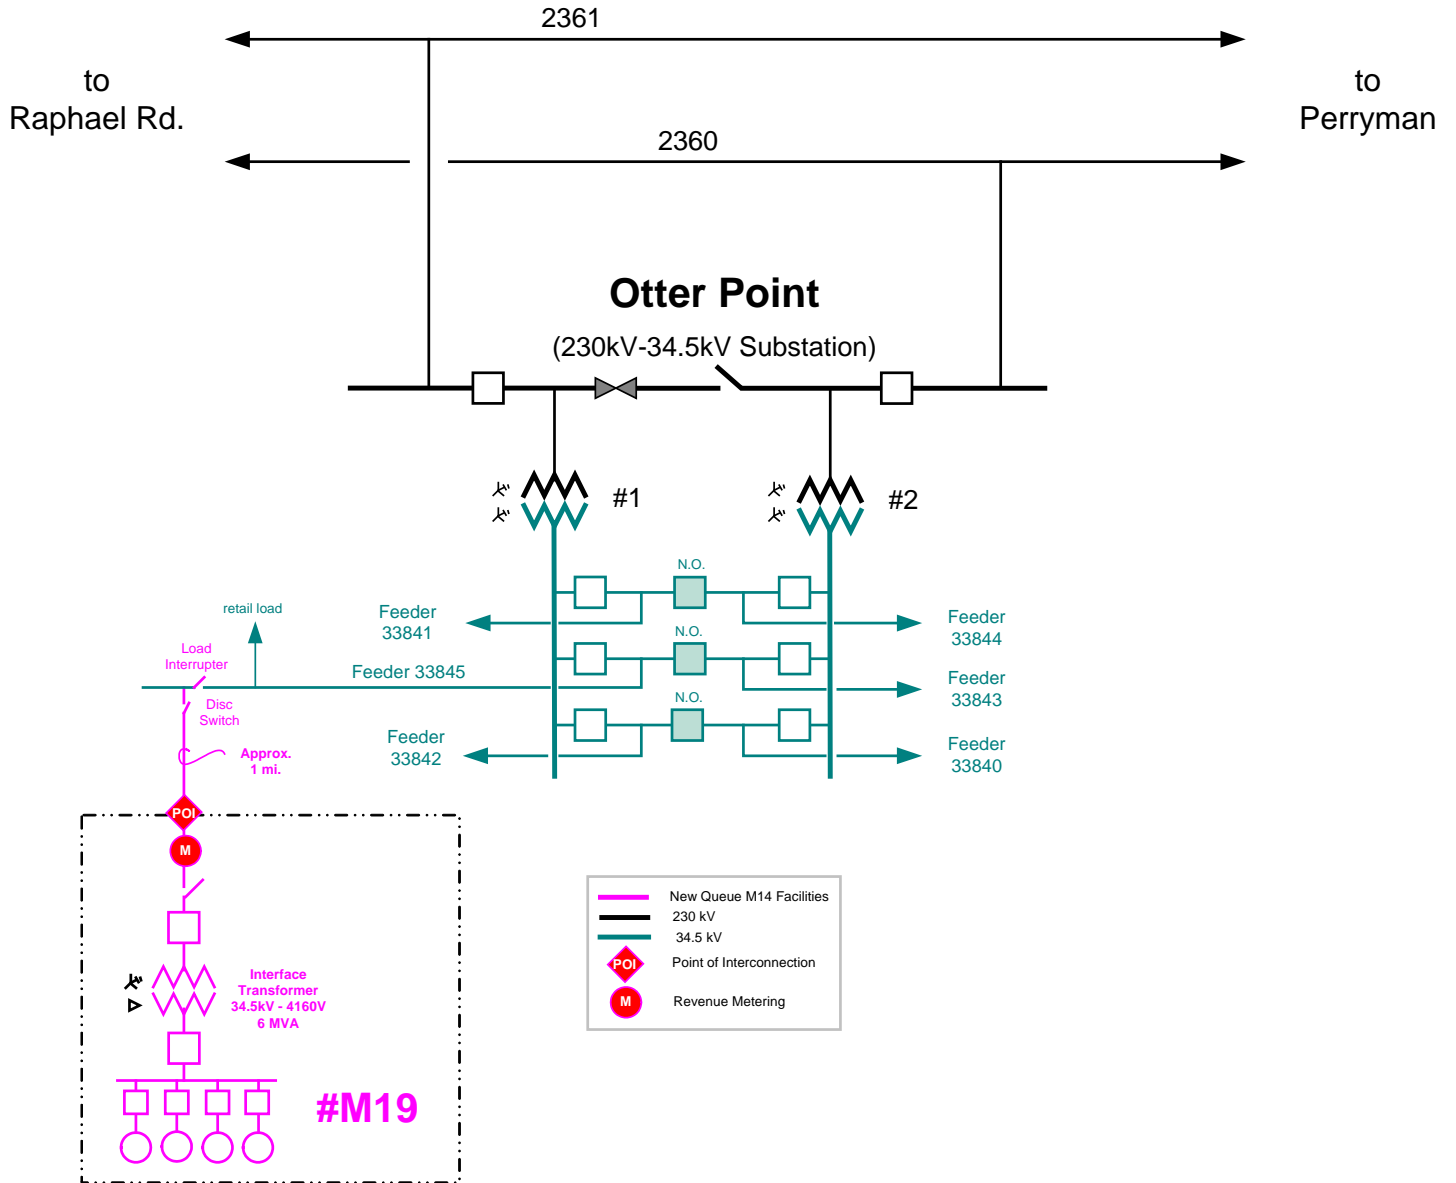 2361
to
Raphael Rd.
to
Perryman
2360
Otter Point
(230kV-34.5kV Substation)
#1
#2
N.O.
retail load
Feeder
33841
Feeder
33844
Load
Interrupter
N.O.
Feeder 33845
Feeder
33843
Disc
Switch
N.O.
Feeder
33842
Feeder
33840
Approx.
1 mi.
POI
M
New Queue M14 Facilities
230 kV
34.5 kV
POI
Point of Interconnection
M
Revenue Metering
Interface
Transformer
34.5kV - 4160V
6 MVA
#M19